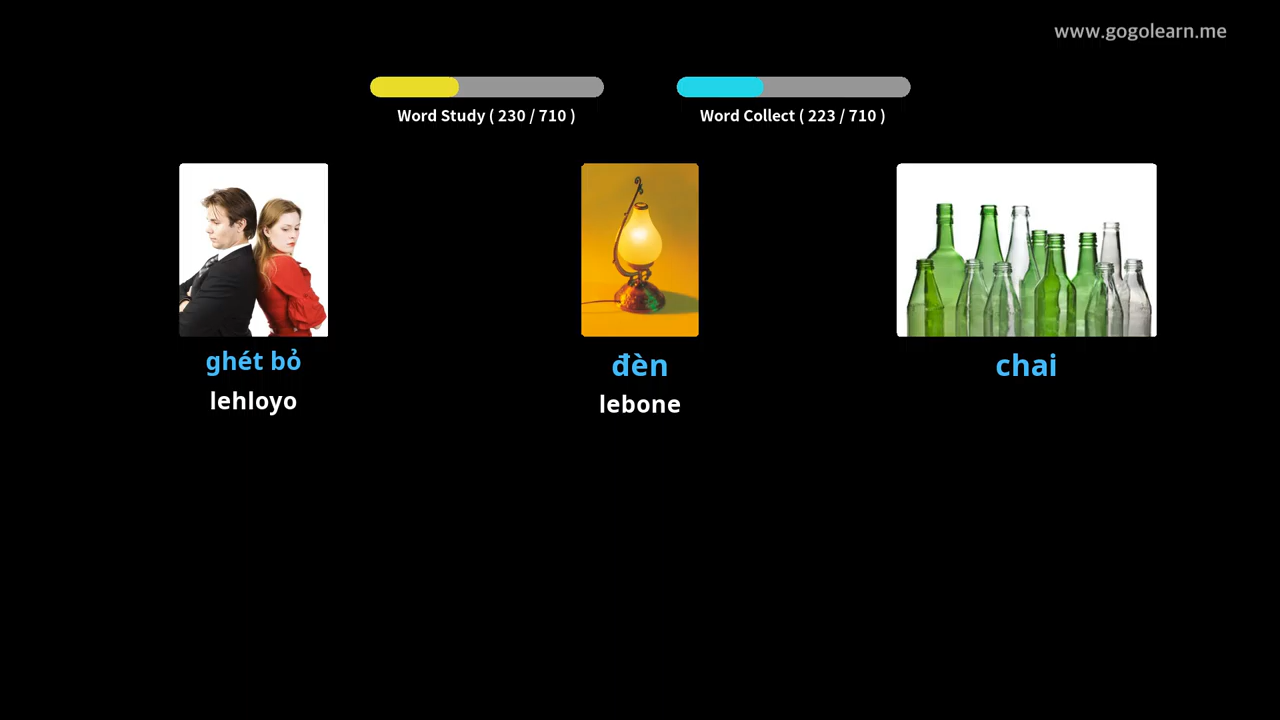 www.gogolearn.me
Word Study ( 230 / 710 )
Word Collect ( 223 / 710 )
ghét bỏ
lehloyo
đèn
lebone
chai